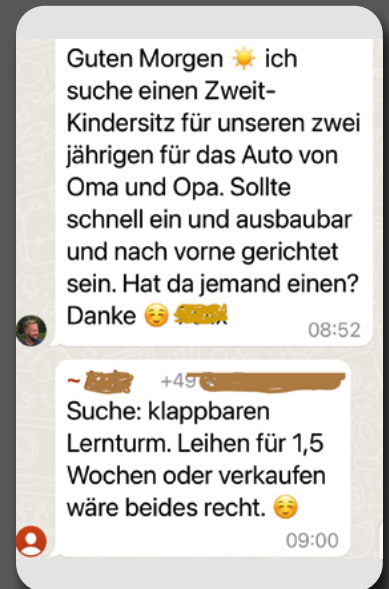 Guten Morgen ☀️ ich
suche einen Zweit-
Kindersitz für unseren zwei
jährigen für das Auto von
Oma und Opa. Sollte
schnell ein und ausbaubar
und nach vorne gerichtet
sein. Hat da jemand einen?
Danke ☺️
08:52
~ +49
Suche: klappbaren
Lernturm. Leihen für 1,5
Wochen oder verkaufen
wäre beides recht. ☺️
09:00